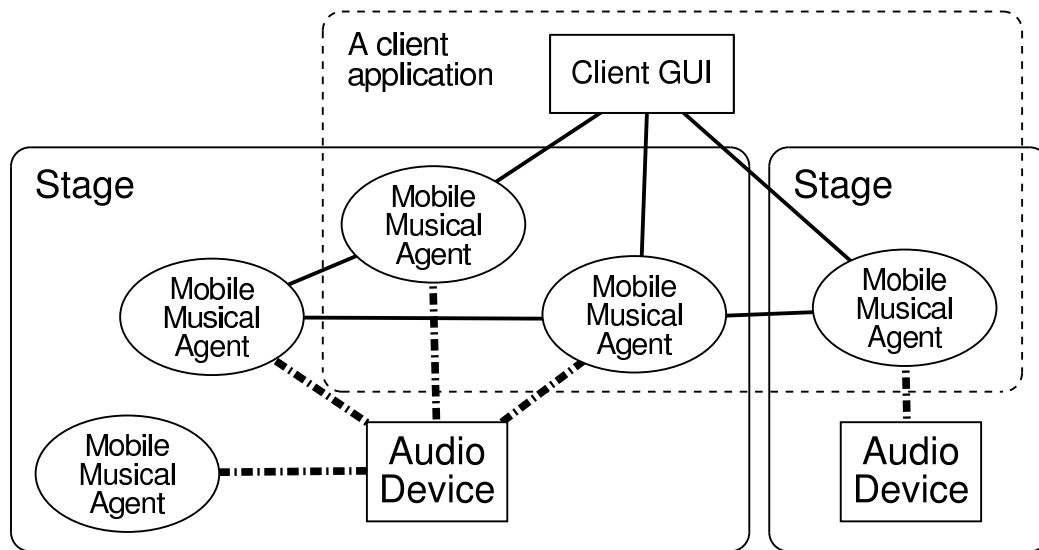 A client
application
Client GUI
Stage
Stage
Mobile
Musical
Agent
Mobile
Musical
Agent
Mobile
Musical
Agent
Mobile
Musical
Agent
Mobile
Musical
Agent
Audio
Device
Audio
Device